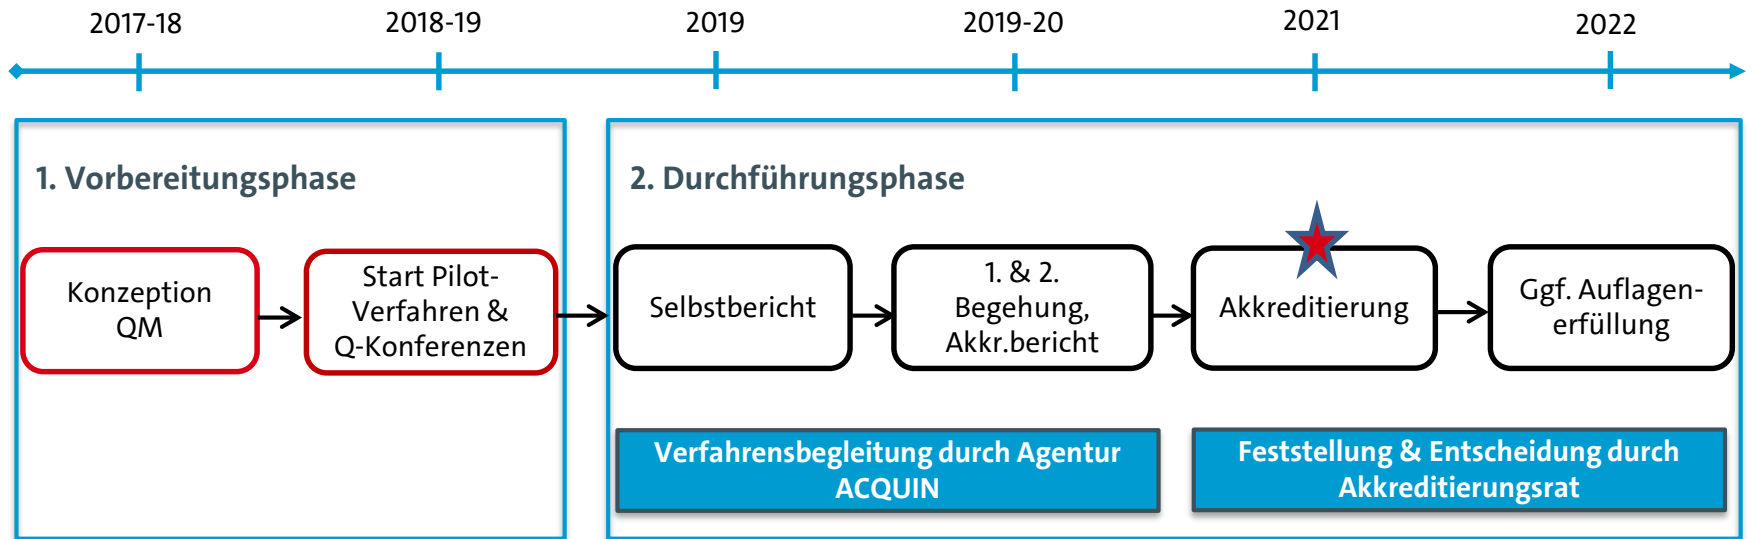 2017-18
2018-19
2019
2019-20
2021
2022
1. Vorbereitungsphase
Konzeption
QM
Start Pilot-
Verfahren &
Q-Konferenzen
2. Durchführungsphase
Selbstbericht
1. & 2.
Begehung,
Akkr.bericht
Akkreditierung
Ggf. Auflagen-
erfüllung
Verfahrensbegleitung durch Agentur
ACQUIN
Feststellung & Entscheidung durch
Akkreditierungsrat